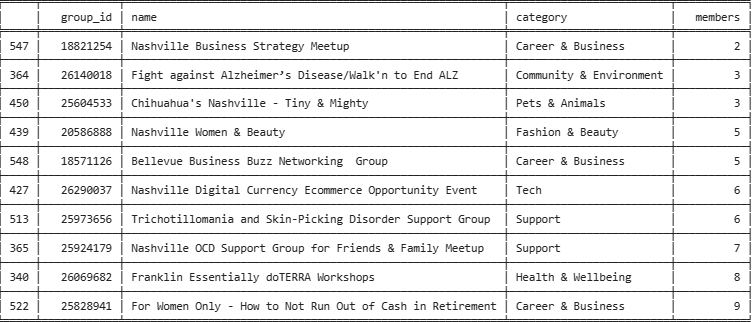 group_id name category members
547 18821254 Nashville Business Strategy Meetup Career & Business 2
364 26140018 Fight against Alzheimer’s Disease/Walk'n to End ALZ Community & Environment 3
450 25604533 Chihuahua's Nashville - Tiny & Mighty Pets & Animals 3
439 20586888 Nashville Women & Beauty Fashion & Beauty 5
548 18571126 Bellevue Business Buzz Networking  Group Career & Business 5
427 26290037 Nashville Digital Currency Ecommerce Opportunity Event Tech 6
513 25973656 Trichotillomania and Skin-Picking Disorder Support Group Support 6
365 25924179 Nashville OCD Support Group for Friends & Family Meetup Support 7
340 26069682 Franklin Essentially doTERRA Workshops Health & Wellbeing 8
522 25828941 For Women Only - How to Not Run Out of Cash in Retirement Career & Business 9